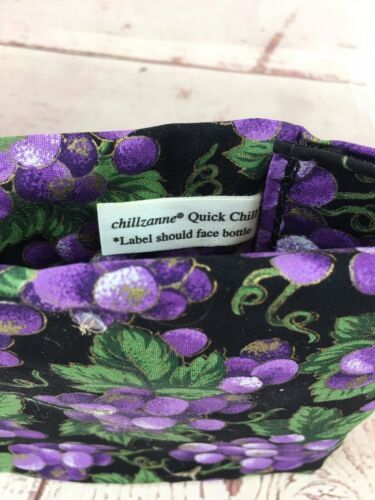 chillzanne® Quick Chill
*Label should face bottle